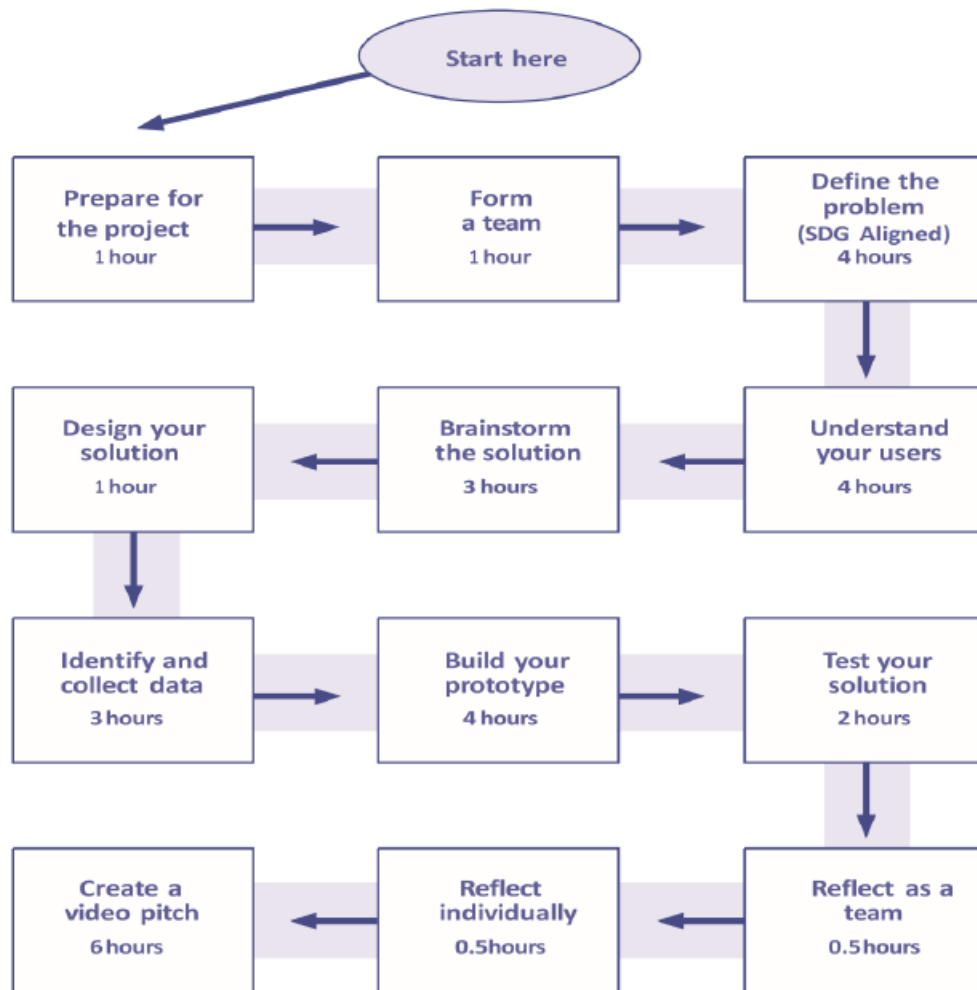 Start here
Prepare for
the project
1 hour
Form
a team
1 hour
Define the
problem
(SDG Aligned)
4 hours
Understand
your users
4 hours
Brainstorm
the solution
3 hours
Design your
solution
1 hour
Identify and
collect data
3 hours
Build your
prototype
4 hours
Test your
solution
2 hours
Reflect as a
team
0.5hours
Reflect
individually
0.5hours
Create a
video pitch
6 hours